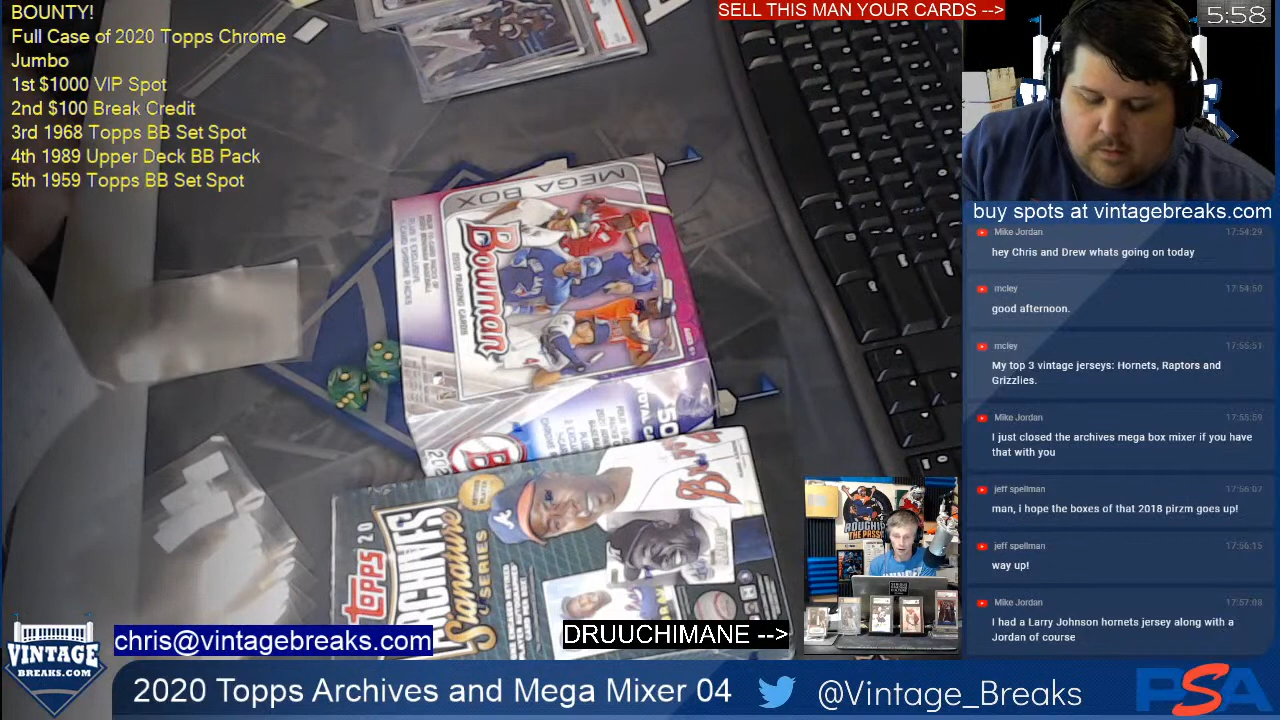 BOUNTY!
Full Case of 2020 Topps Chrome
Jumbo
1st $1000 VIP Spot
2nd $100 Break Credit
3rd 1968 Topps BB Set Spot
4th 1989 Upper Deck BB Pack
5th 1959 Topps BB Set Spot
SELL THIS MAN YOUR CARDS -->
5:58
buy spots at vintagebreaks.com
Mike Jordan 17:54:29
hey Chris and Drew whats going on today
mcley 17:54:50
good afternoon.
mcley 17:55:51
My top 3 vintage jerseys: Hornets, Raptors and
Grizzlies.
Mike Jordan 17:55:59
I just closed the archives mega box mixer if you have
that with you
jeff spellman 17:56:07
man, i hope the boxes of that 2018 pirzm goes up!
jeff spellman 17:56:15
way up!
Mike Jordan 17:57:08
I had a Larry Johnson hornets jersey along with a
Jordan of course
MEGA BOX
Bowman
2020 TRADING CARDS
topps 20
ARCHIVES
Signature
SERIES
ROUGHING
THE PASSER
chris@vintagebreaks.com
DRUUCHIMANE -->
VINTAGE
BREAKS.COM
2020 Topps Archives and Mega Mixer 04
@Vintage_Breaks
PSA